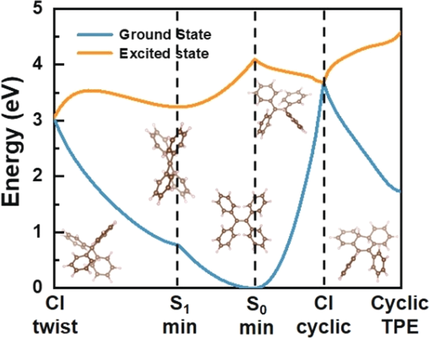 5
4
3
2
1
0
Energy (eV)
Ground State
Excited state
CI twist
S₁ min
S₀ min
CI cyclic
Cyclic TPE